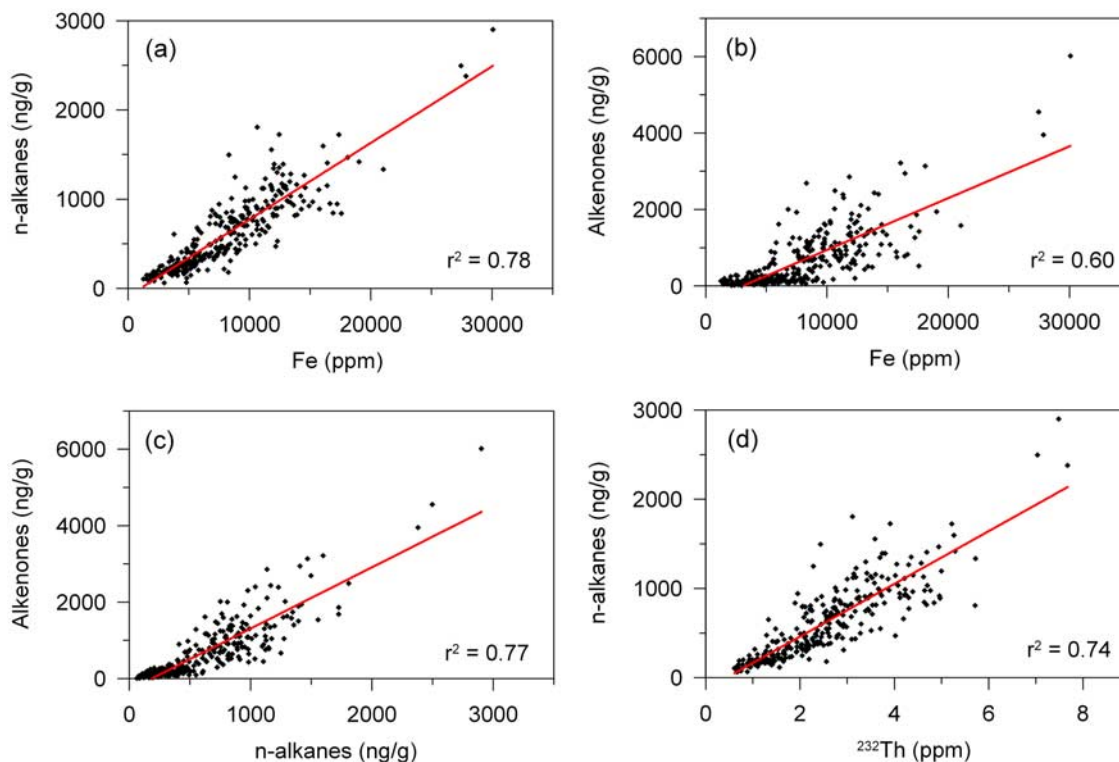 (a)
n-alkanes (ng/g)
3000
2000
1000
0
r² = 0.78
0 10000 20000 30000
Fe (ppm)
(b)
Alkenones (ng/g)
6000
4000
2000
0
r² = 0.60
0 10000 20000 30000
Fe (ppm)
(c)
Alkenones (ng/g)
6000
4000
2000
0
r² = 0.77
0 1000 2000 3000
n-alkanes (ng/g)
(d)
n-alkanes (ng/g)
3000
2000
1000
0
r² = 0.74
0 2 4 6 8
²³²Th (ppm)